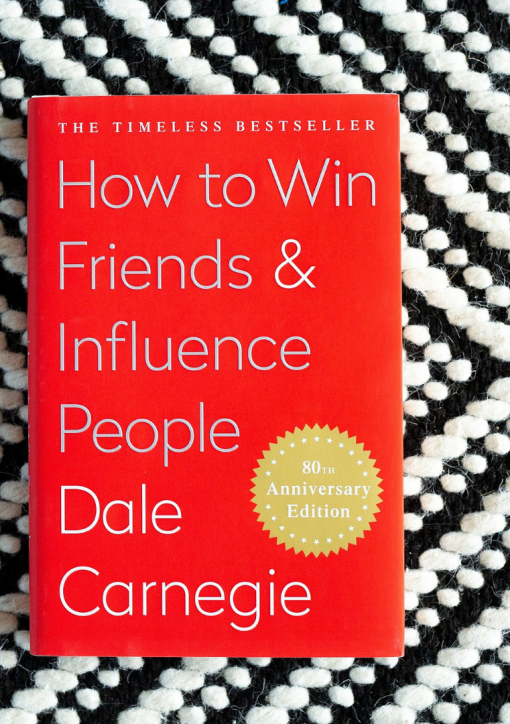 THE TIMELESS BESTSELLER
How to Win
Friends &
Influence
People
Dale
Carnegie
80TH
Anniversary
Edition